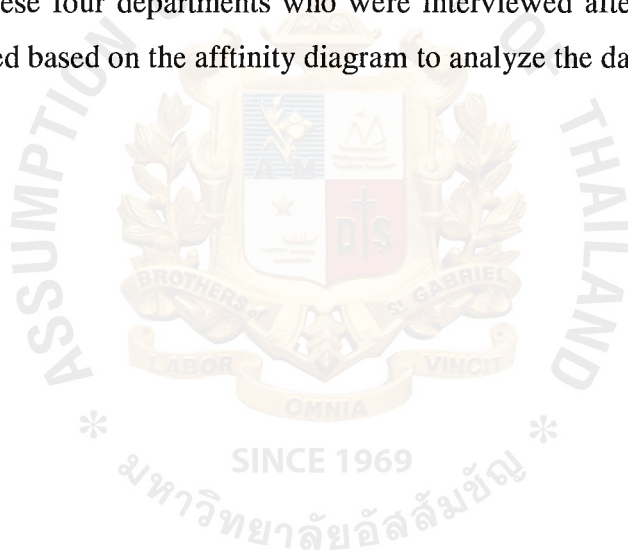 ese four departments who were interviewed afte
ed based on the afftinity diagram to analyze the da
ASSUMPTION
OF THAILAND
A M
D S
BROTHERS of St GABRIEL
LABOR
VINCIT
OMNIA
SINCE 1969
มหาวิทยาลัยอัสสัมชัญ